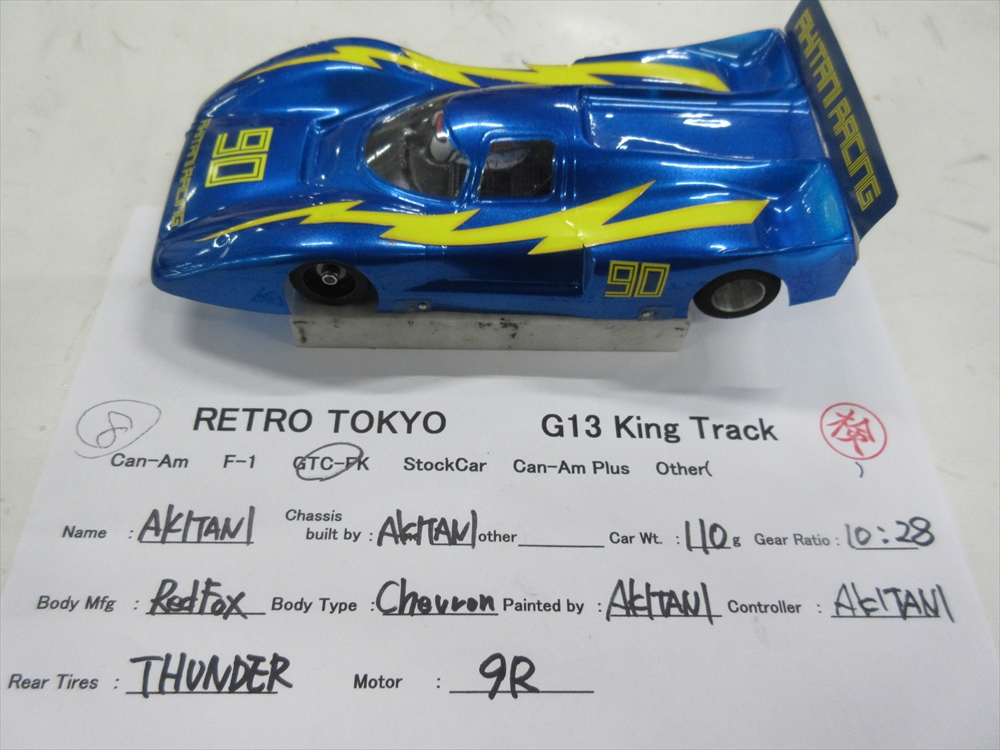 AKITANI RACING
90
AKITANI RACING
90
8 RETRO TOKYO G13 King Track
Can-Am F-1 GTC-FK StockCar Can-Am Plus Other( )
Name : AKITANI Chassis built by : AKITANI other Car Wt. : 110 g Gear Ratio : 10:28
Body Mfg : RedFox Body Type : Chevron Painted by : AKITANI Controller : AKITANI
Rear Tires : THUNDER Motor : 9R